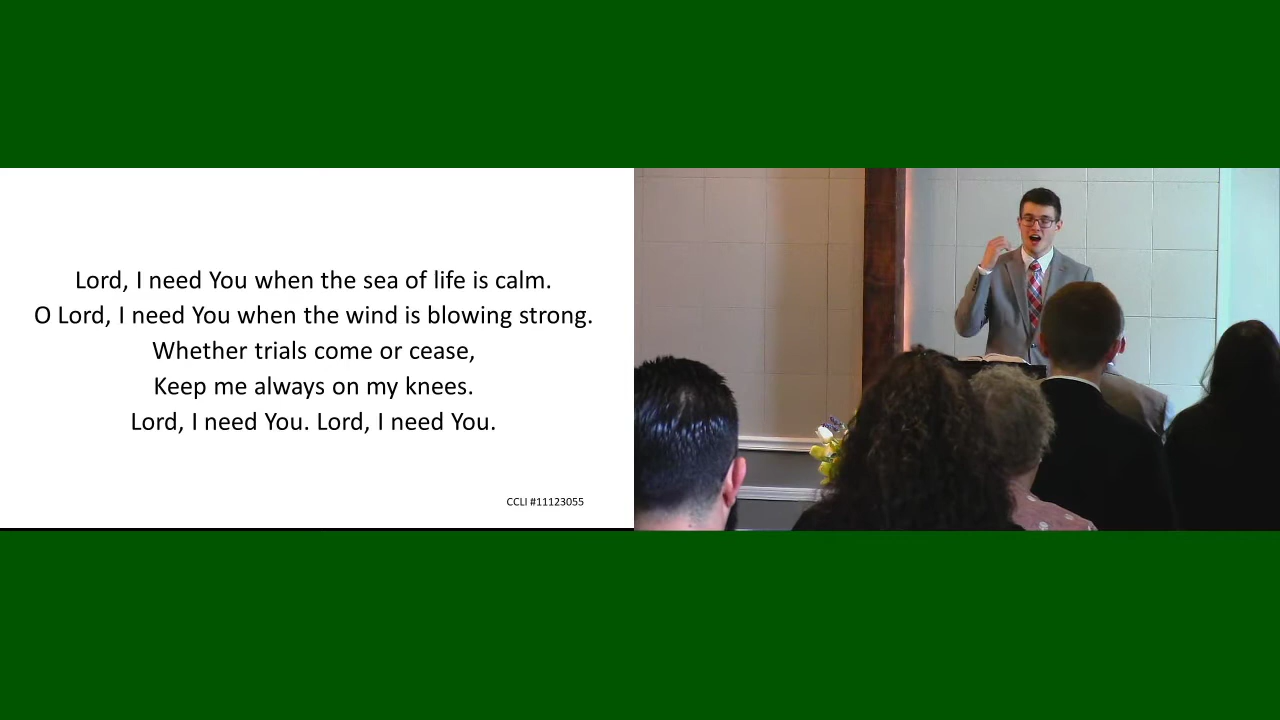 Lord, I need You when the sea of life is calm.
O Lord, I need You when the wind is blowing strong.
Whether trials come or cease,
Keep me always on my knees.
Lord, I need You. Lord, I need You.
CCLI #11123055